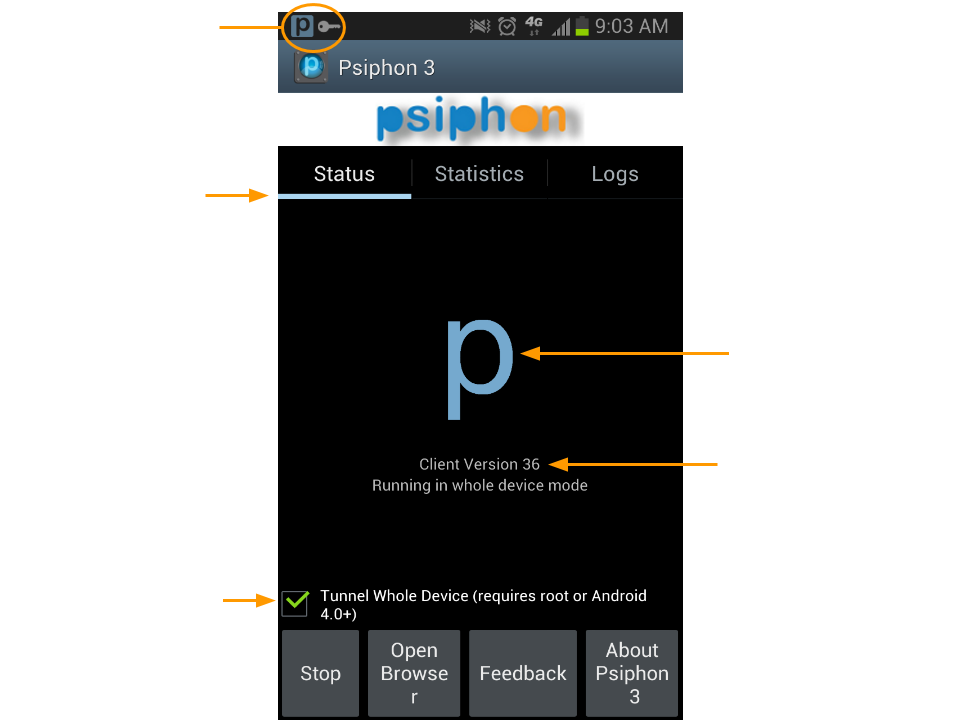 4G 9:03 AM
Psiphon 3
psiphon
Status Statistics Logs
p
Client Version 36
Running in whole device mode
Tunnel Whole Device (requires root or Android
4.0+)
Stop
Open
Browse
r
Feedback
About
Psiphon
3